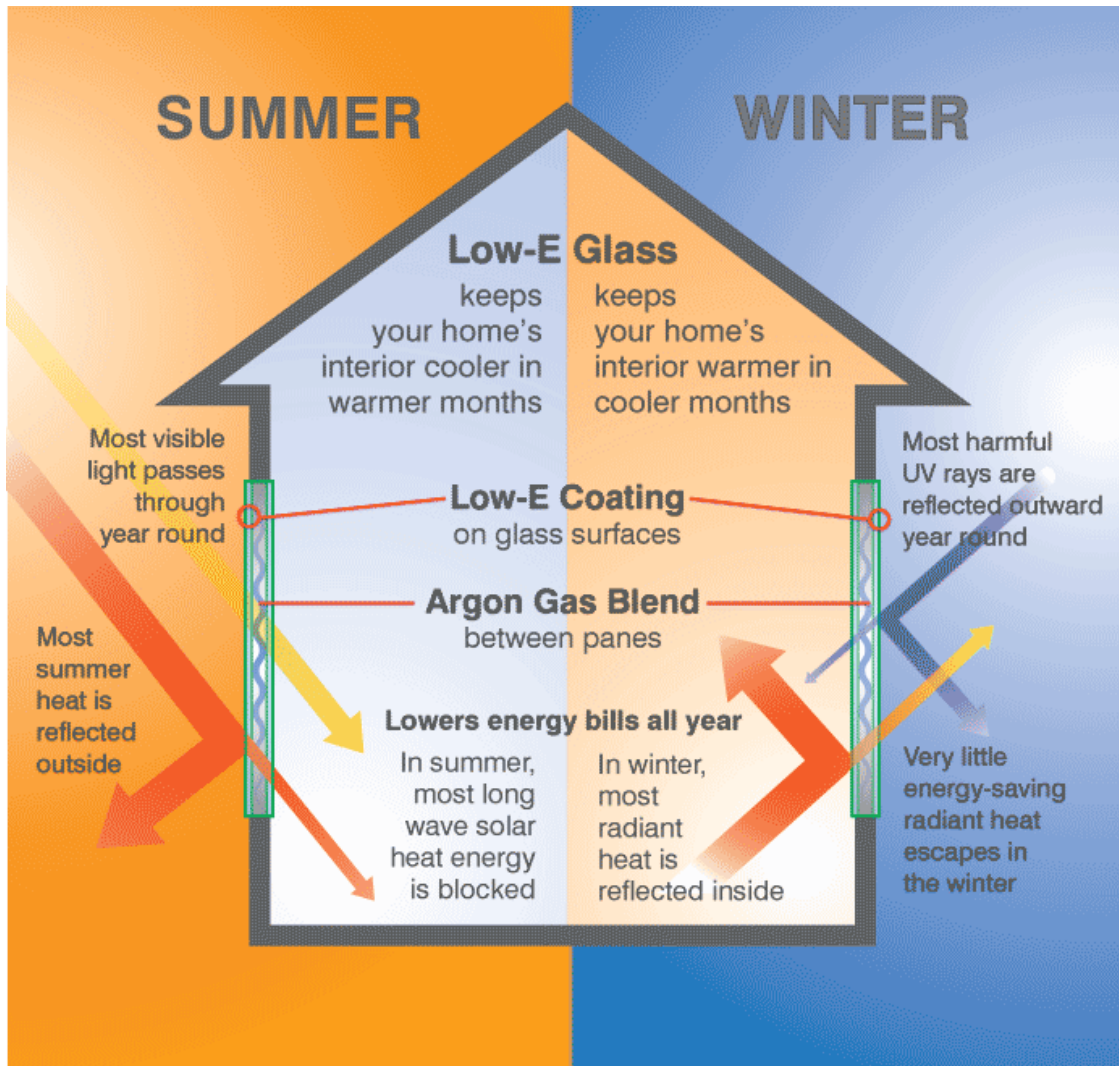 SUMMER
WINTER
Low-E Glass
keeps
your home's
interior cooler in
warmer months
keeps
your home's
interior warmer in
cooler months
Most visible
light passes
through
year round
Low-E Coating
on glass surfaces
Most harmful
UV rays are
reflected outward
year round
Argon Gas Blend
between panes
Most
summer
heat is
reflected
outside
Lowers energy bills all year
In summer,
most long
wave solar
heat energy
is blocked
In winter,
most
radiant
heat is
reflected inside
Very little
energy-saving
radiant heat
escapes in
the winter